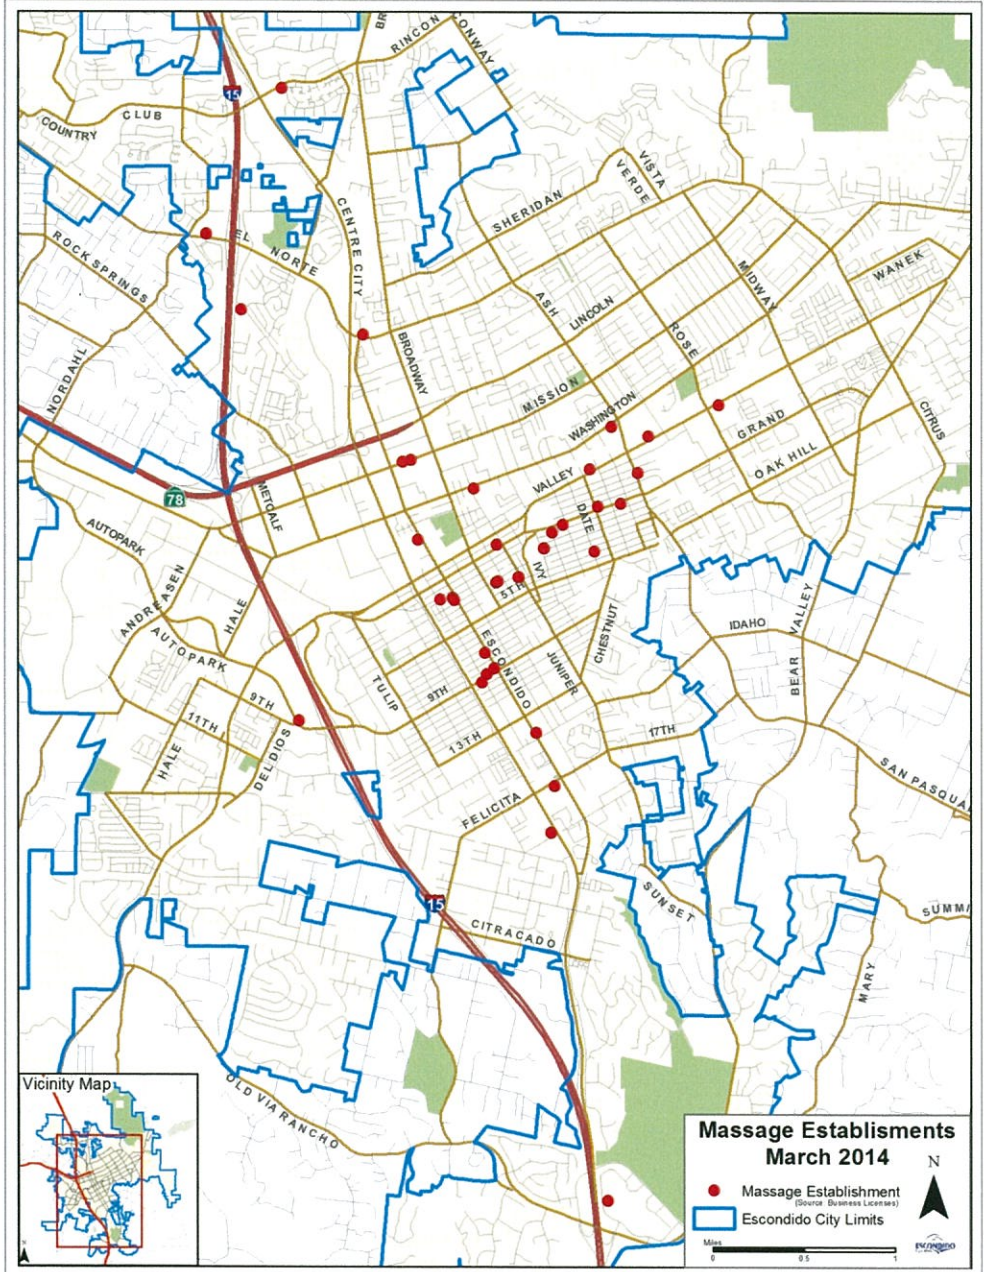 BR
RINCON
CONWAY
15
COUNTRY
CLUB
VISTA
VERDE
SHERIDAN
CENTRE CITY
EL NORTE
ROCK SPRINGS
WANEK
MIDWAY
ASH
LINCOLN
ROSE
BROADWAY
NORDAHL
MISSION
WASHINGTON
GRAND
CITRUS
OAK HILL
VALLEY
METCALF
78
DATE
AUTOPARK
IVY
5TH
ANDREASEN
HALE
CHESTNUT
IDAHO
BEAR VALLEY
AUTOPARK
ESCONDIDO
JUNIPER
TULIP
9TH
9TH
11TH
13TH
17TH
HALE
DEL DIOS
SAN PASQUAL
FELICITA
SUNSET
15
CITRACADO
SUMMI
MARY
OLD VIA RANCHO
Vicinity Map
N
Massage Establisments
March 2014
N
Massage Establishment
(Source: Business Licenses)
Escondido City Limits
Miles
0 0.5 1
ESCONDIDO